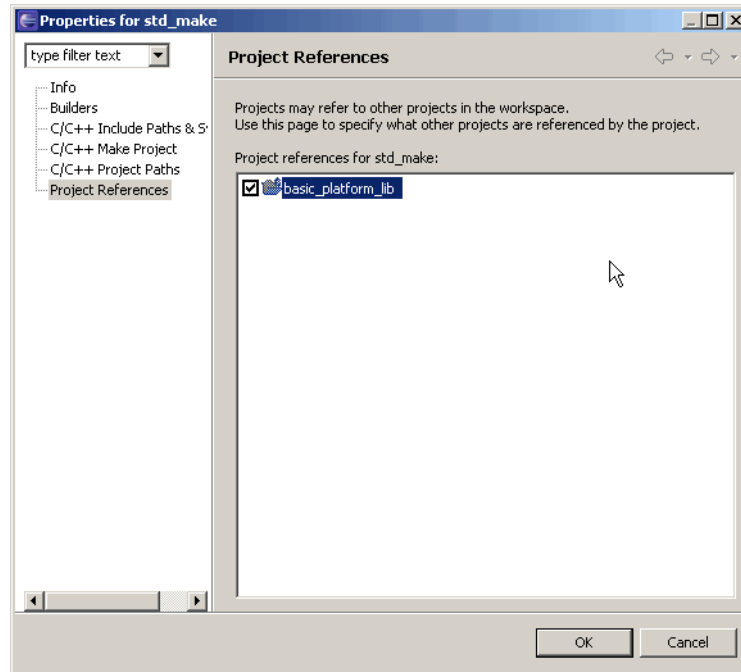 Properties for std_make
type filter text
Info
Builders
C/C++ Include Paths & S
C/C++ Make Project
C/C++ Project Paths
Project References
Project References
Projects may refer to other projects in the workspace.
Use this page to specify what other projects are referenced by the project.
Project references for std_make:
basic_platform_lib
OK
Cancel